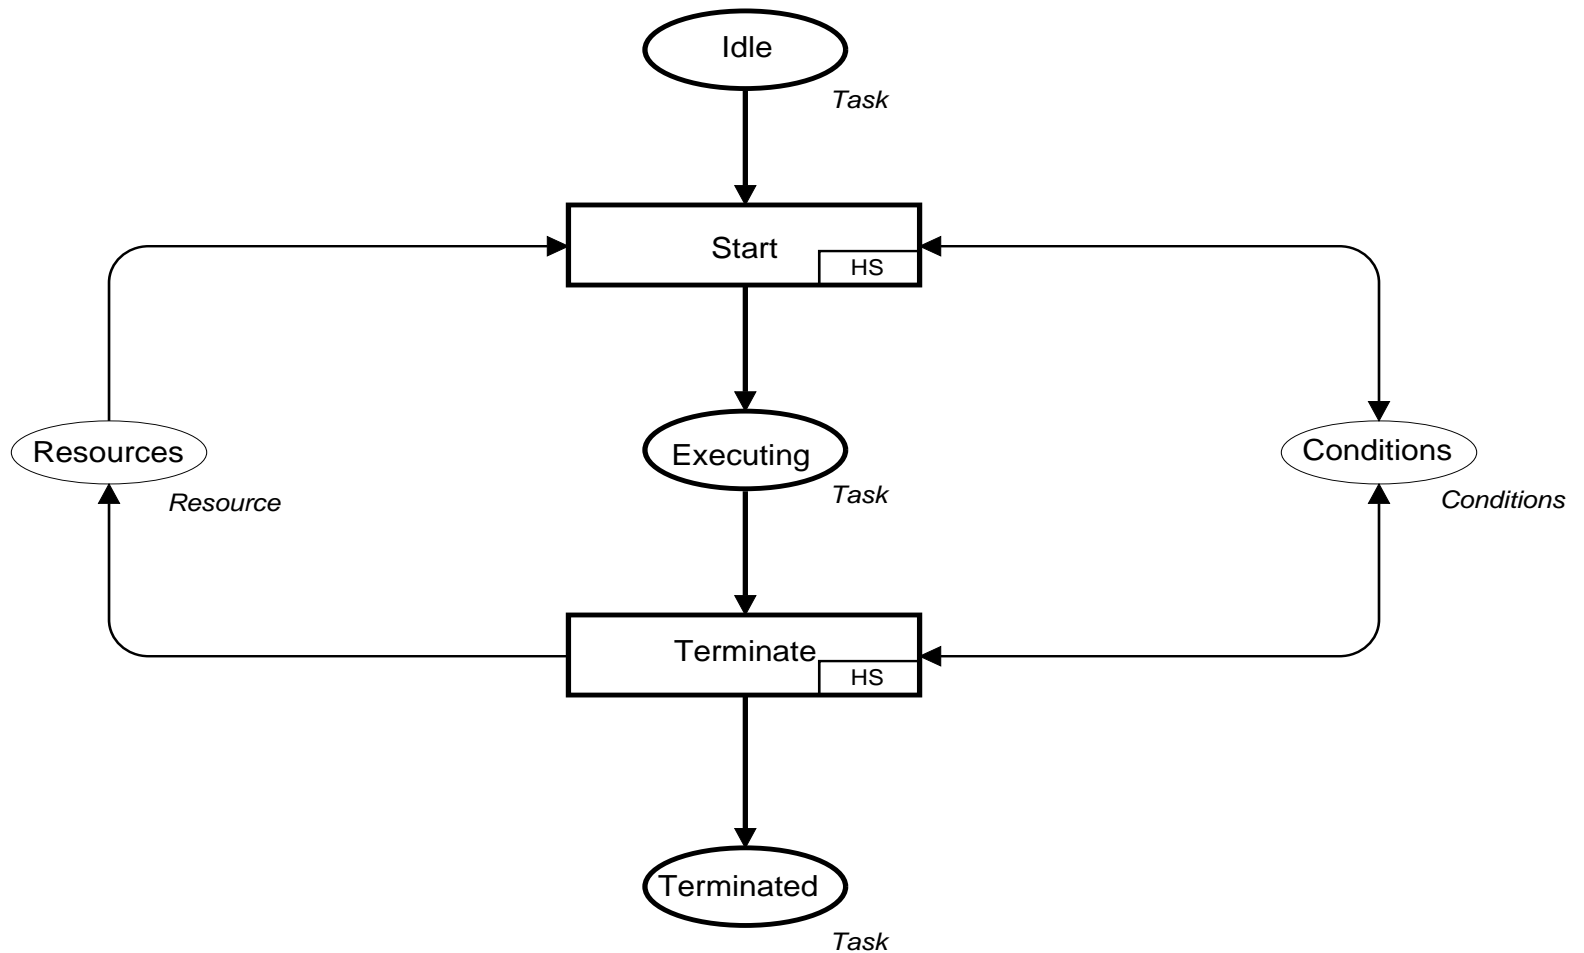 Idle
Task
Start
HS
Resources
Resource
Executing
Task
Conditions
Conditions
Terminate
HS
Terminated
Task